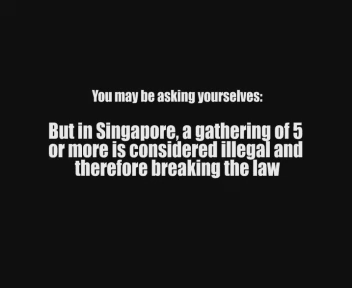 You may be asking yourselves:
But in Singapore, a gathering of 5
or more is considered illegal and
therefore breaking the law